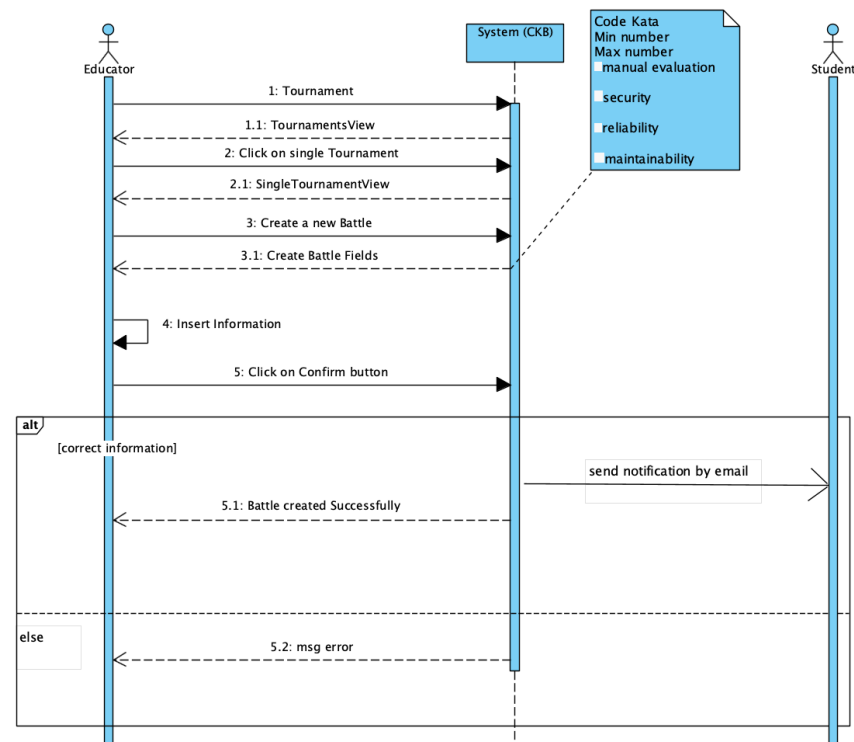 System (CKB)
Code Kata
Min number
Max number
manual evaluation
security
reliability
maintainability
Educator
Student
1: Tournament
1.1: TournamentsView
2: Click on single Tournament
2.1: SingleTournamentView
3: Create a new Battle
3.1: Create Battle Fields
4: Insert Information
5: Click on Confirm button
alt
[correct information]
send notification by email
5.1: Battle created Successfully
else
5.2: msg error